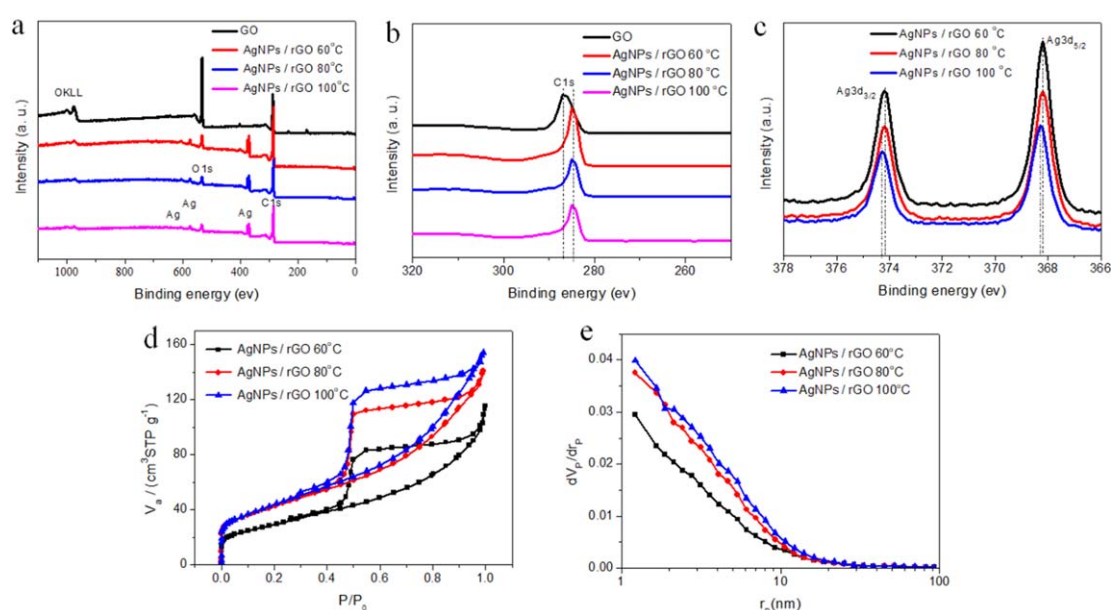 a
GO
AgNPs / rGO 60°C
AgNPs / rGO 80°C
AgNPs / rGO 100°C
OKLL
O1s
Ag
Ag
Ag
C1s
Intensity (a. u.)
1000 800 600 400 200 0
Binding energy (ev)
b
GO
AgNPs / rGO 60 °C
AgNPs / rGO 80 °C
AgNPs / rGO 100 °C
C1s
Intensity (a. u.)
320 300 280 260
Binding energy (ev)
c
AgNPs / rGO 60 °C
AgNPs / rGO 80 °C
AgNPs / rGO 100 °C
Ag3d5/2
Ag3d3/2
Intensity (a. u.)
378 376 374 372 370 368 366
Binding energy (ev)
d
AgNPs / rGO 60°C
AgNPs / rGO 80°C
AgNPs / rGO 100°C
Va / (cm3STP g-1)
160
120
80
40
0
0.0 0.2 0.4 0.6 0.8 1.0
P/P0
e
AgNPs / rGO 60°C
AgNPs / rGO 80°C
AgNPs / rGO 100°C
dVP/drP
0.04
0.03
0.02
0.01
0.00
1 10 100
(nm)